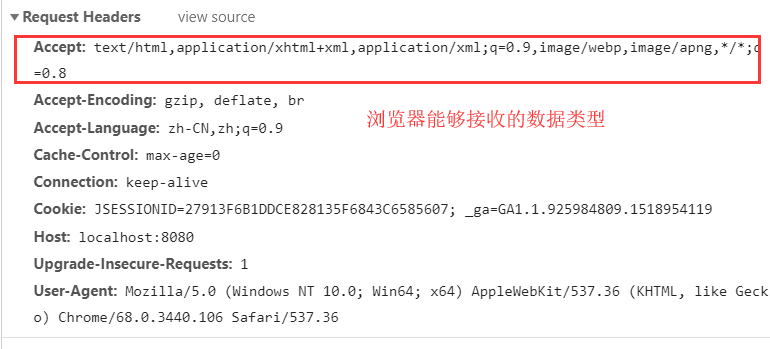 Request Headers view source
Accept: text/html,application/xhtml+xml,application/xml;q=0.9,image/webp,image/apng,*/*;q
=0.8
Accept-Encoding: gzip, deflate, br
Accept-Language: zh-CN,zh;q=0.9
浏览器能够接收的数据类型
Cache-Control: max-age=0
Connection: keep-alive
Cookie: JSESSIONID=27913F6B1DDCE828135F6843C6585607; _ga=GA1.1.925984809.1518954119
Host: localhost:8080
Upgrade-Insecure-Requests: 1
User-Agent: Mozilla/5.0 (Windows NT 10.0; Win64; x64) AppleWebKit/537.36 (KHTML, like Geck
o) Chrome/68.0.3440.106 Safari/537.36